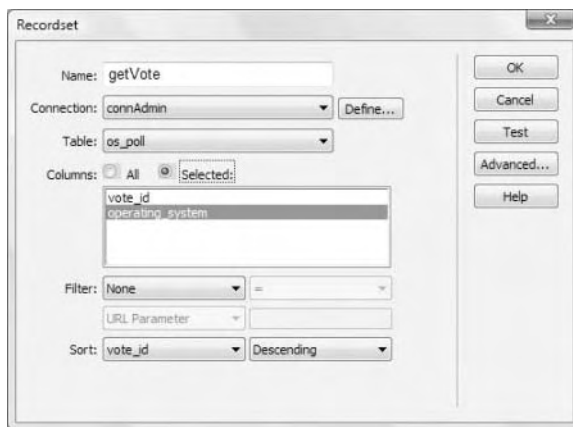 Recordset
Name: getVote
OK
Connection: connAdmin Define...
Cancel
Table: os_poll
Test
Columns: All Selected:
Advanced...
vote_id
Help
operating_system
Filter: None =
URL Parameter
Sort: vote_id Descending